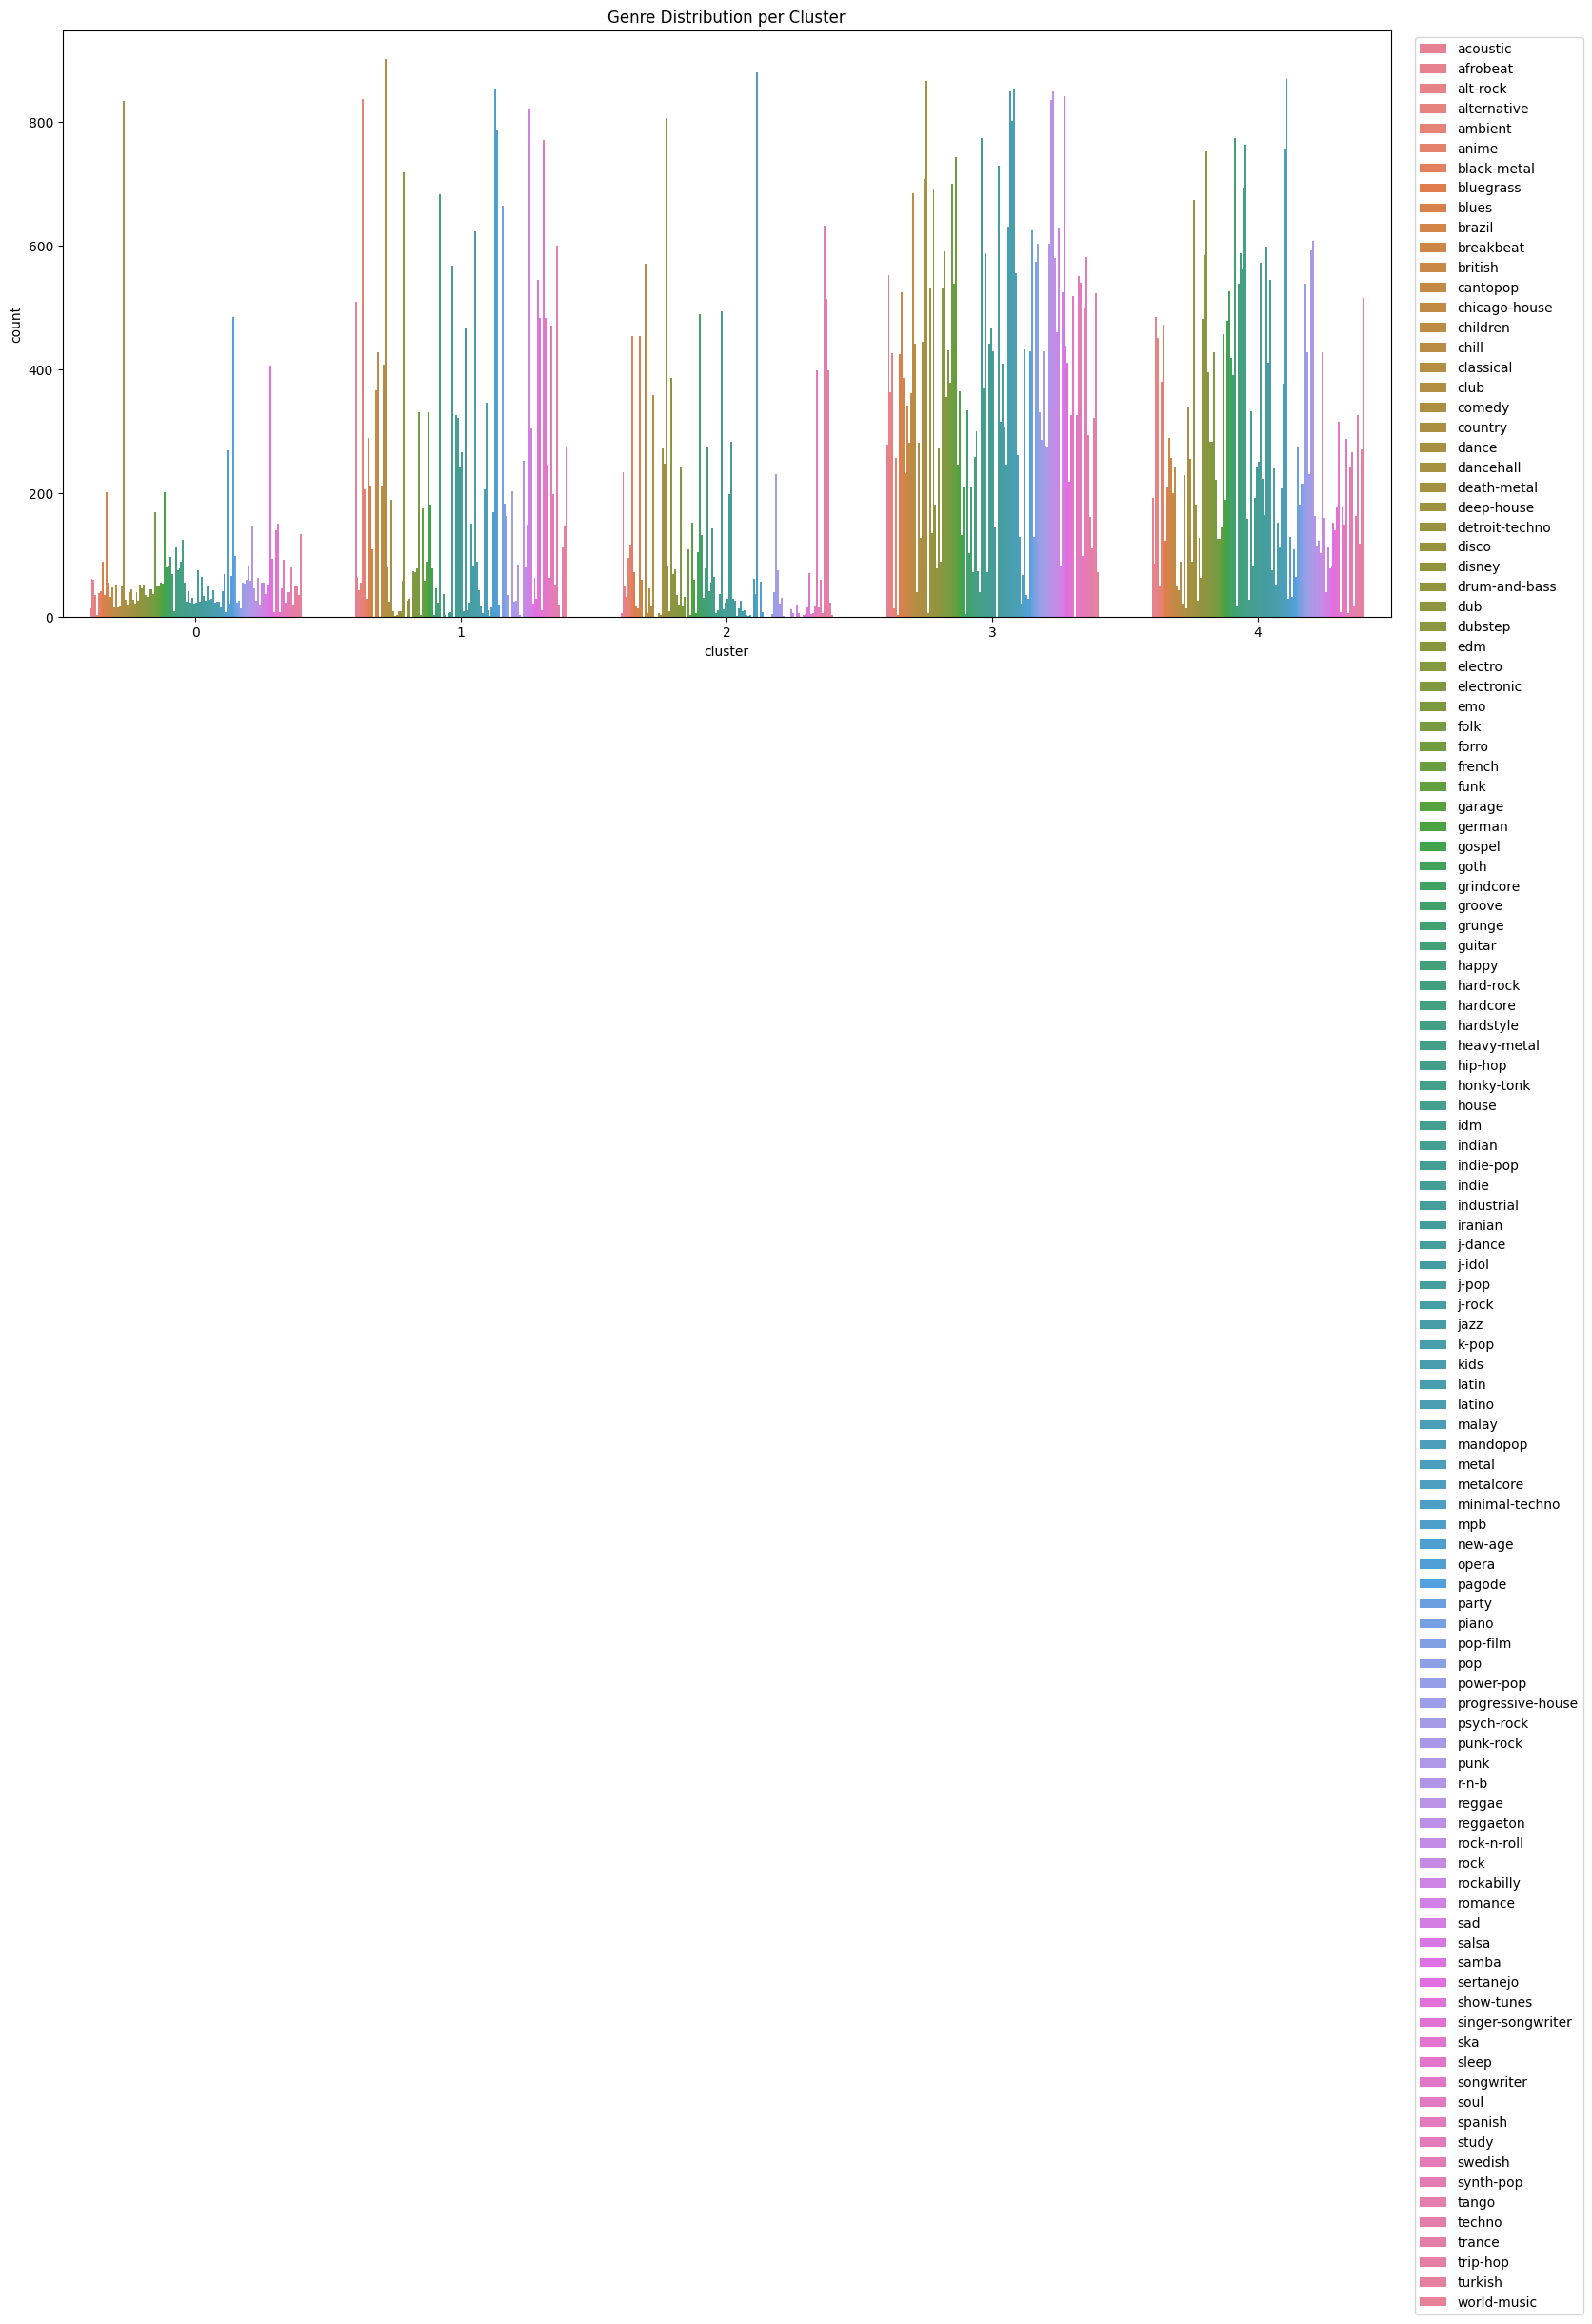 Genre Distribution per Cluster
count
800
600
400
200
0
0 1 2 3 4
cluster
acoustic
afrobeat
alt-rock
alternative
ambient
anime
black-metal
bluegrass
blues
brazil
breakbeat
british
cantopop
chicago-house
children
chill
classical
club
comedy
country
dance
dancehall
death-metal
deep-house
detroit-techno
disco
disney
drum-and-bass
dub
dubstep
edm
electro
electronic
emo
folk
forro
french
funk
garage
german
gospel
goth
grindcore
groove
grunge
guitar
happy
hard-rock
hardcore
hardstyle
heavy-metal
hip-hop
honky-tonk
house
idm
indian
indie-pop
indie
industrial
iranian
j-dance
j-idol
j-pop
j-rock
jazz
k-pop
kids
latin
latino
malay
mandopop
metal
metalcore
minimal-techno
mpb
new-age
opera
pagode
party
piano
pop-film
pop
power-pop
progressive-house
psych-rock
punk-rock
punk
r-n-b
reggae
reggaeton
rock-n-roll
rock
rockabilly
romance
sad
salsa
samba
sertanejo
show-tunes
singer-songwriter
ska
sleep
songwriter
soul
spanish
study
swedish
synth-pop
tango
techno
trance
trip-hop
turkish
world-music